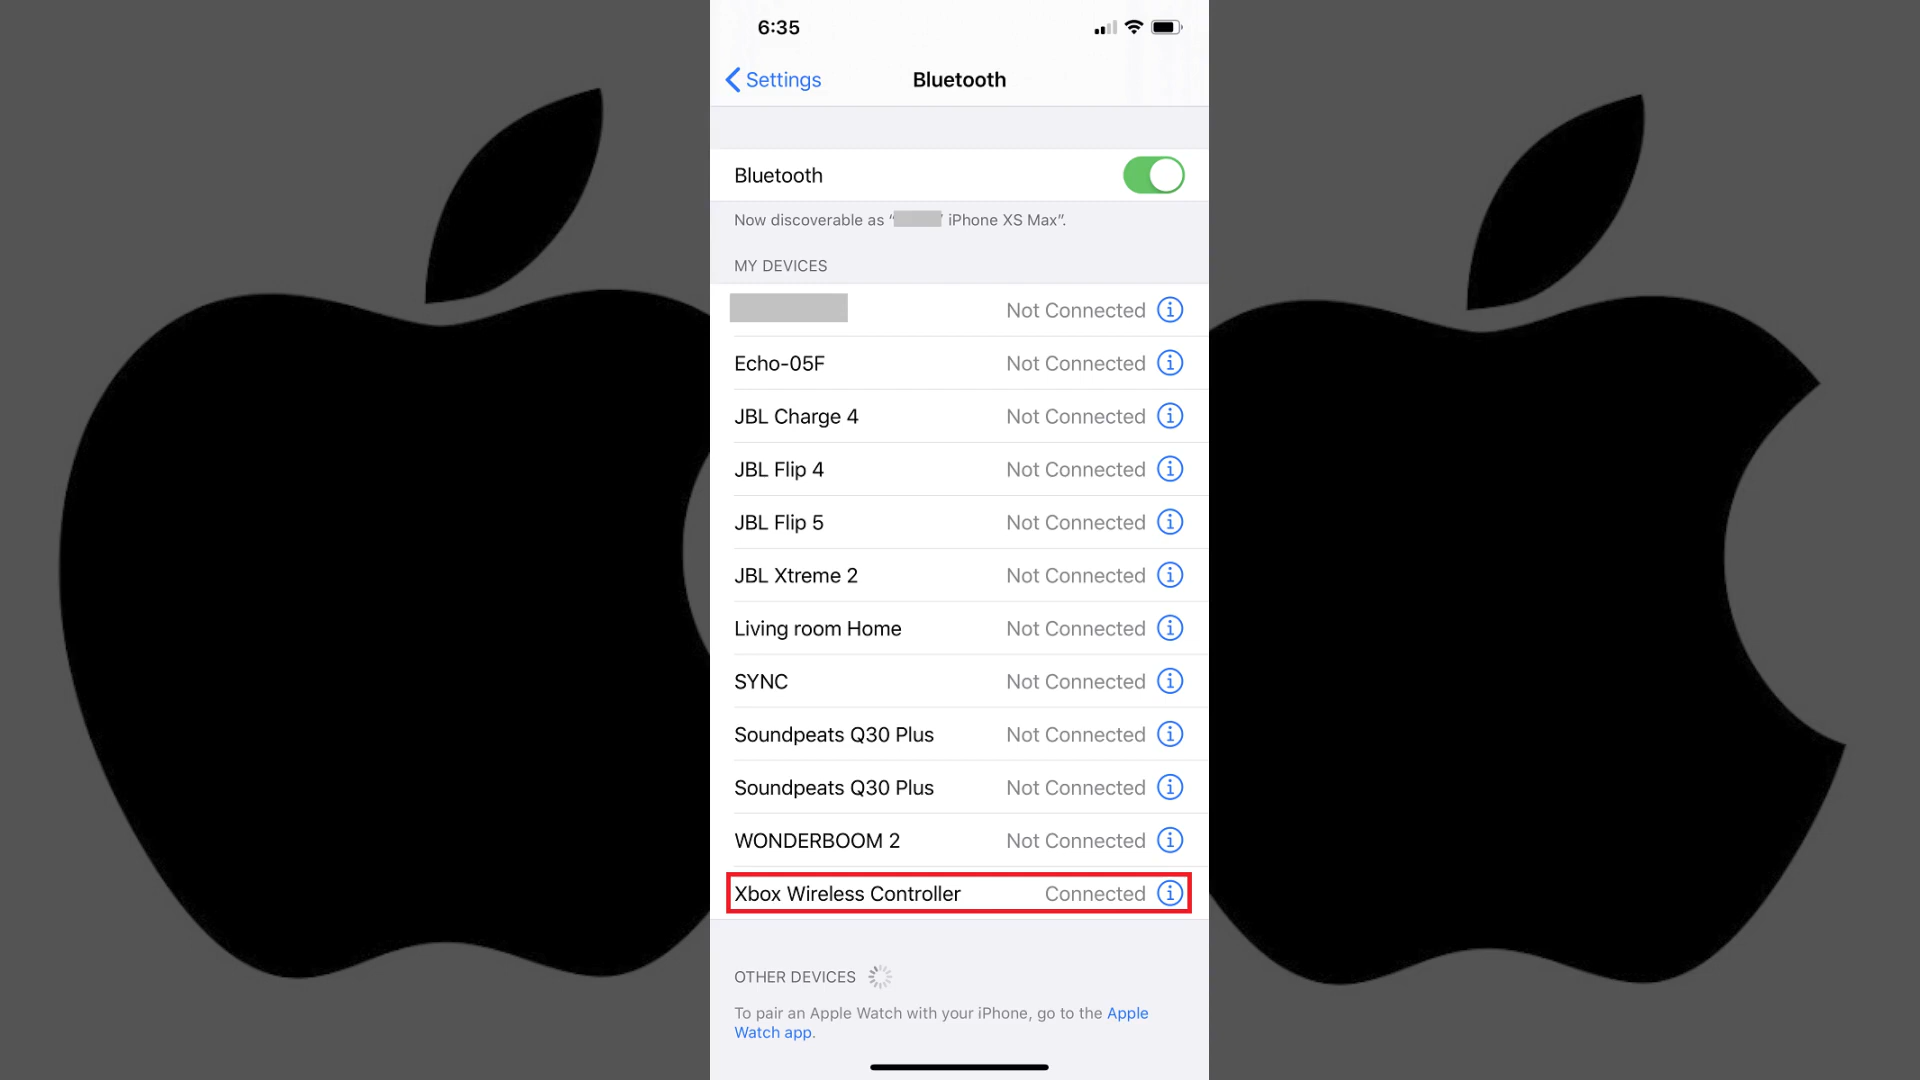 6:35
Settings
Bluetooth
Bluetooth
Now discoverable as “ ’ iPhone XS Max”.
MY DEVICES
Not Connected
Echo-05F Not Connected
JBL Charge 4 Not Connected
JBL Flip 4 Not Connected
JBL Flip 5 Not Connected
JBL Xtreme 2 Not Connected
Living room Home Not Connected
SYNC Not Connected
Soundpeats Q30 Plus Not Connected
Soundpeats Q30 Plus Not Connected
WONDERBOOM 2 Not Connected
Xbox Wireless Controller Connected
OTHER DEVICES
To pair an Apple Watch with your iPhone, go to the Apple
Watch app.